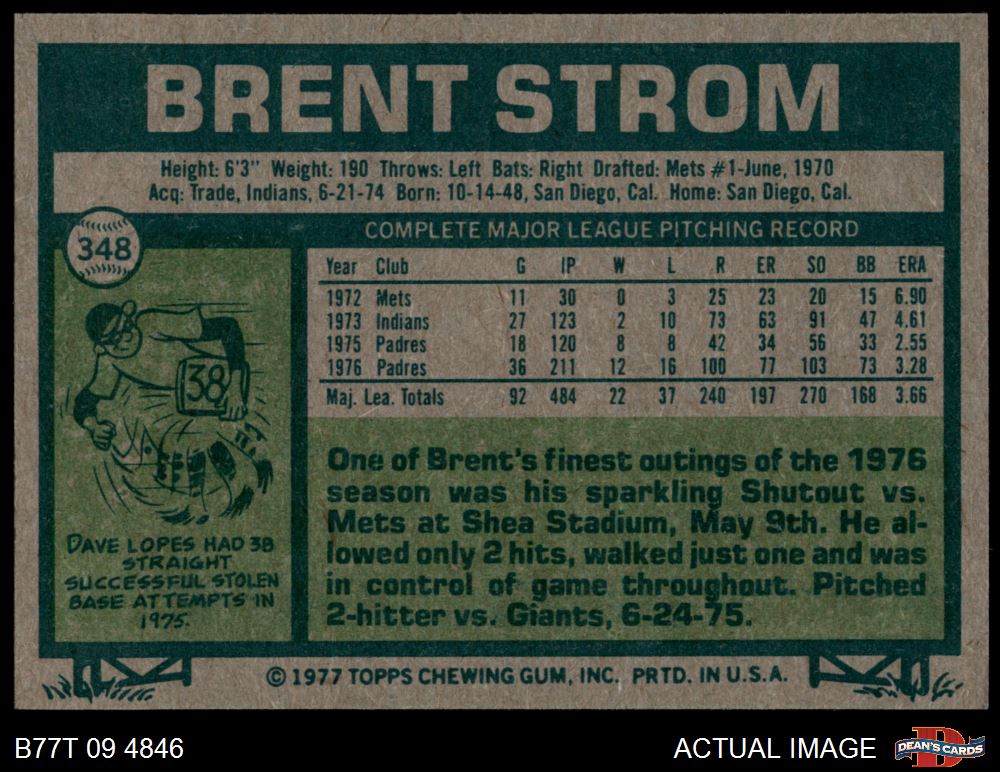 BRENT STROM
Height: 6'3" Weight: 190 Throws: Left Bats: Right Drafted: Mets #1-June, 1970
Acq: Trade, Indians, 6-21-74 Born: 10-14-48, San Diego, Cal. Home: San Diego, Cal.
348
COMPLETE MAJOR LEAGUE PITCHING RECORD
Year Club G IP W L R ER SO BB ERA
1972 Mets 11 30 0 3 25 23 20 15 6.90
1973 Indians 27 123 2 10 73 63 91 47 4.61
1975 Padres 18 120 8 8 42 34 56 33 2.55
1976 Padres 36 211 12 16 100 77 103 73 3.28
Maj. Lea. Totals 92 484 22 37 240 197 270 168 3.66
38
DAVE LOPES HAD 38
STRAIGHT
SUCCESSFUL STOLEN
BASE ATTEMPTS IN
1975.
One of Brent's finest outings of the 1976
season was his sparkling Shutout vs.
Mets at Shea Stadium, May 9th. He al-
lowed only 2 hits, walked just one and was
in control of game throughout. Pitched
2-hitter vs. Giants, 6-24-75.
© 1977 TOPPS CHEWING GUM, INC. PRTD. IN U.S.A.
B77T 09 4846
ACTUAL IMAGE
D
DEAN'S CARDS